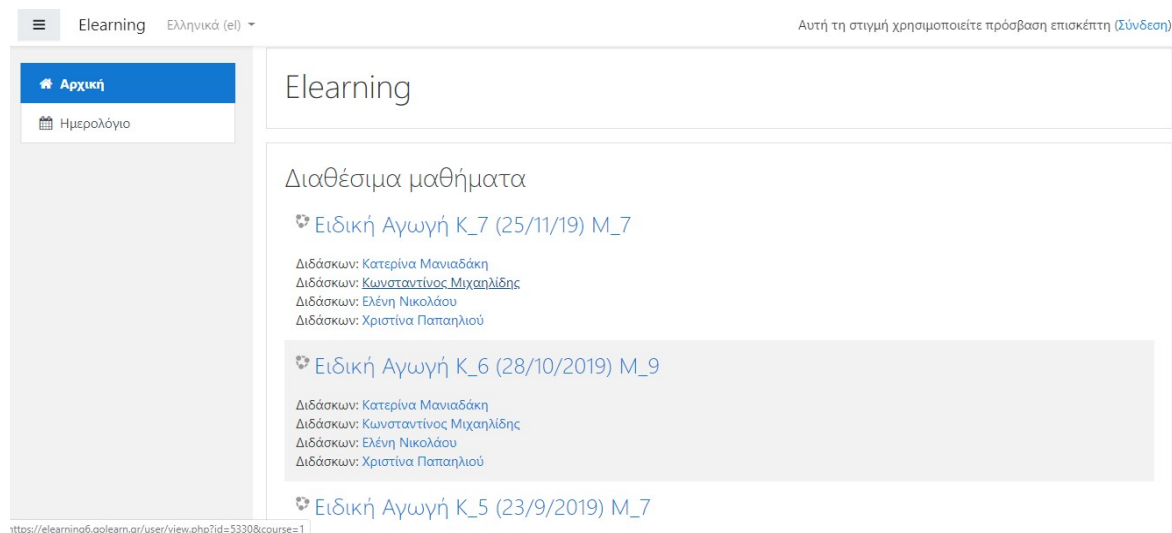 Elearning Ελληνικά (el) Αυτή τη στιγμή χρησιμοποιείτε πρόσβαση επισκέπτη (Σύνδεση)
Αρχική
Ημερολόγιο
Elearning
Διαθέσιμα μαθήματα
Ειδική Αγωγή Κ_7 (25/11/19) Μ_7
Διδάσκων: Κατερίνα Μανιαδάκη
Διδάσκων: Κωνσταντίνος Μιχαηλίδης
Διδάσκων: Ελένη Νικολάου
Διδάσκων: Χριστίνα Παπαηλιού
Ειδική Αγωγή Κ_6 (28/10/2019) Μ_9
Διδάσκων: Κατερίνα Μανιαδάκη
Διδάσκων: Κωνσταντίνος Μιχαηλίδης
Διδάσκων: Ελένη Νικολάου
Διδάσκων: Χριστίνα Παπαηλιού
Ειδική Αγωγή Κ_5 (23/9/2019) Μ_7
https://elearning6.golearn.gr/user/view.php?id=5330&course=1